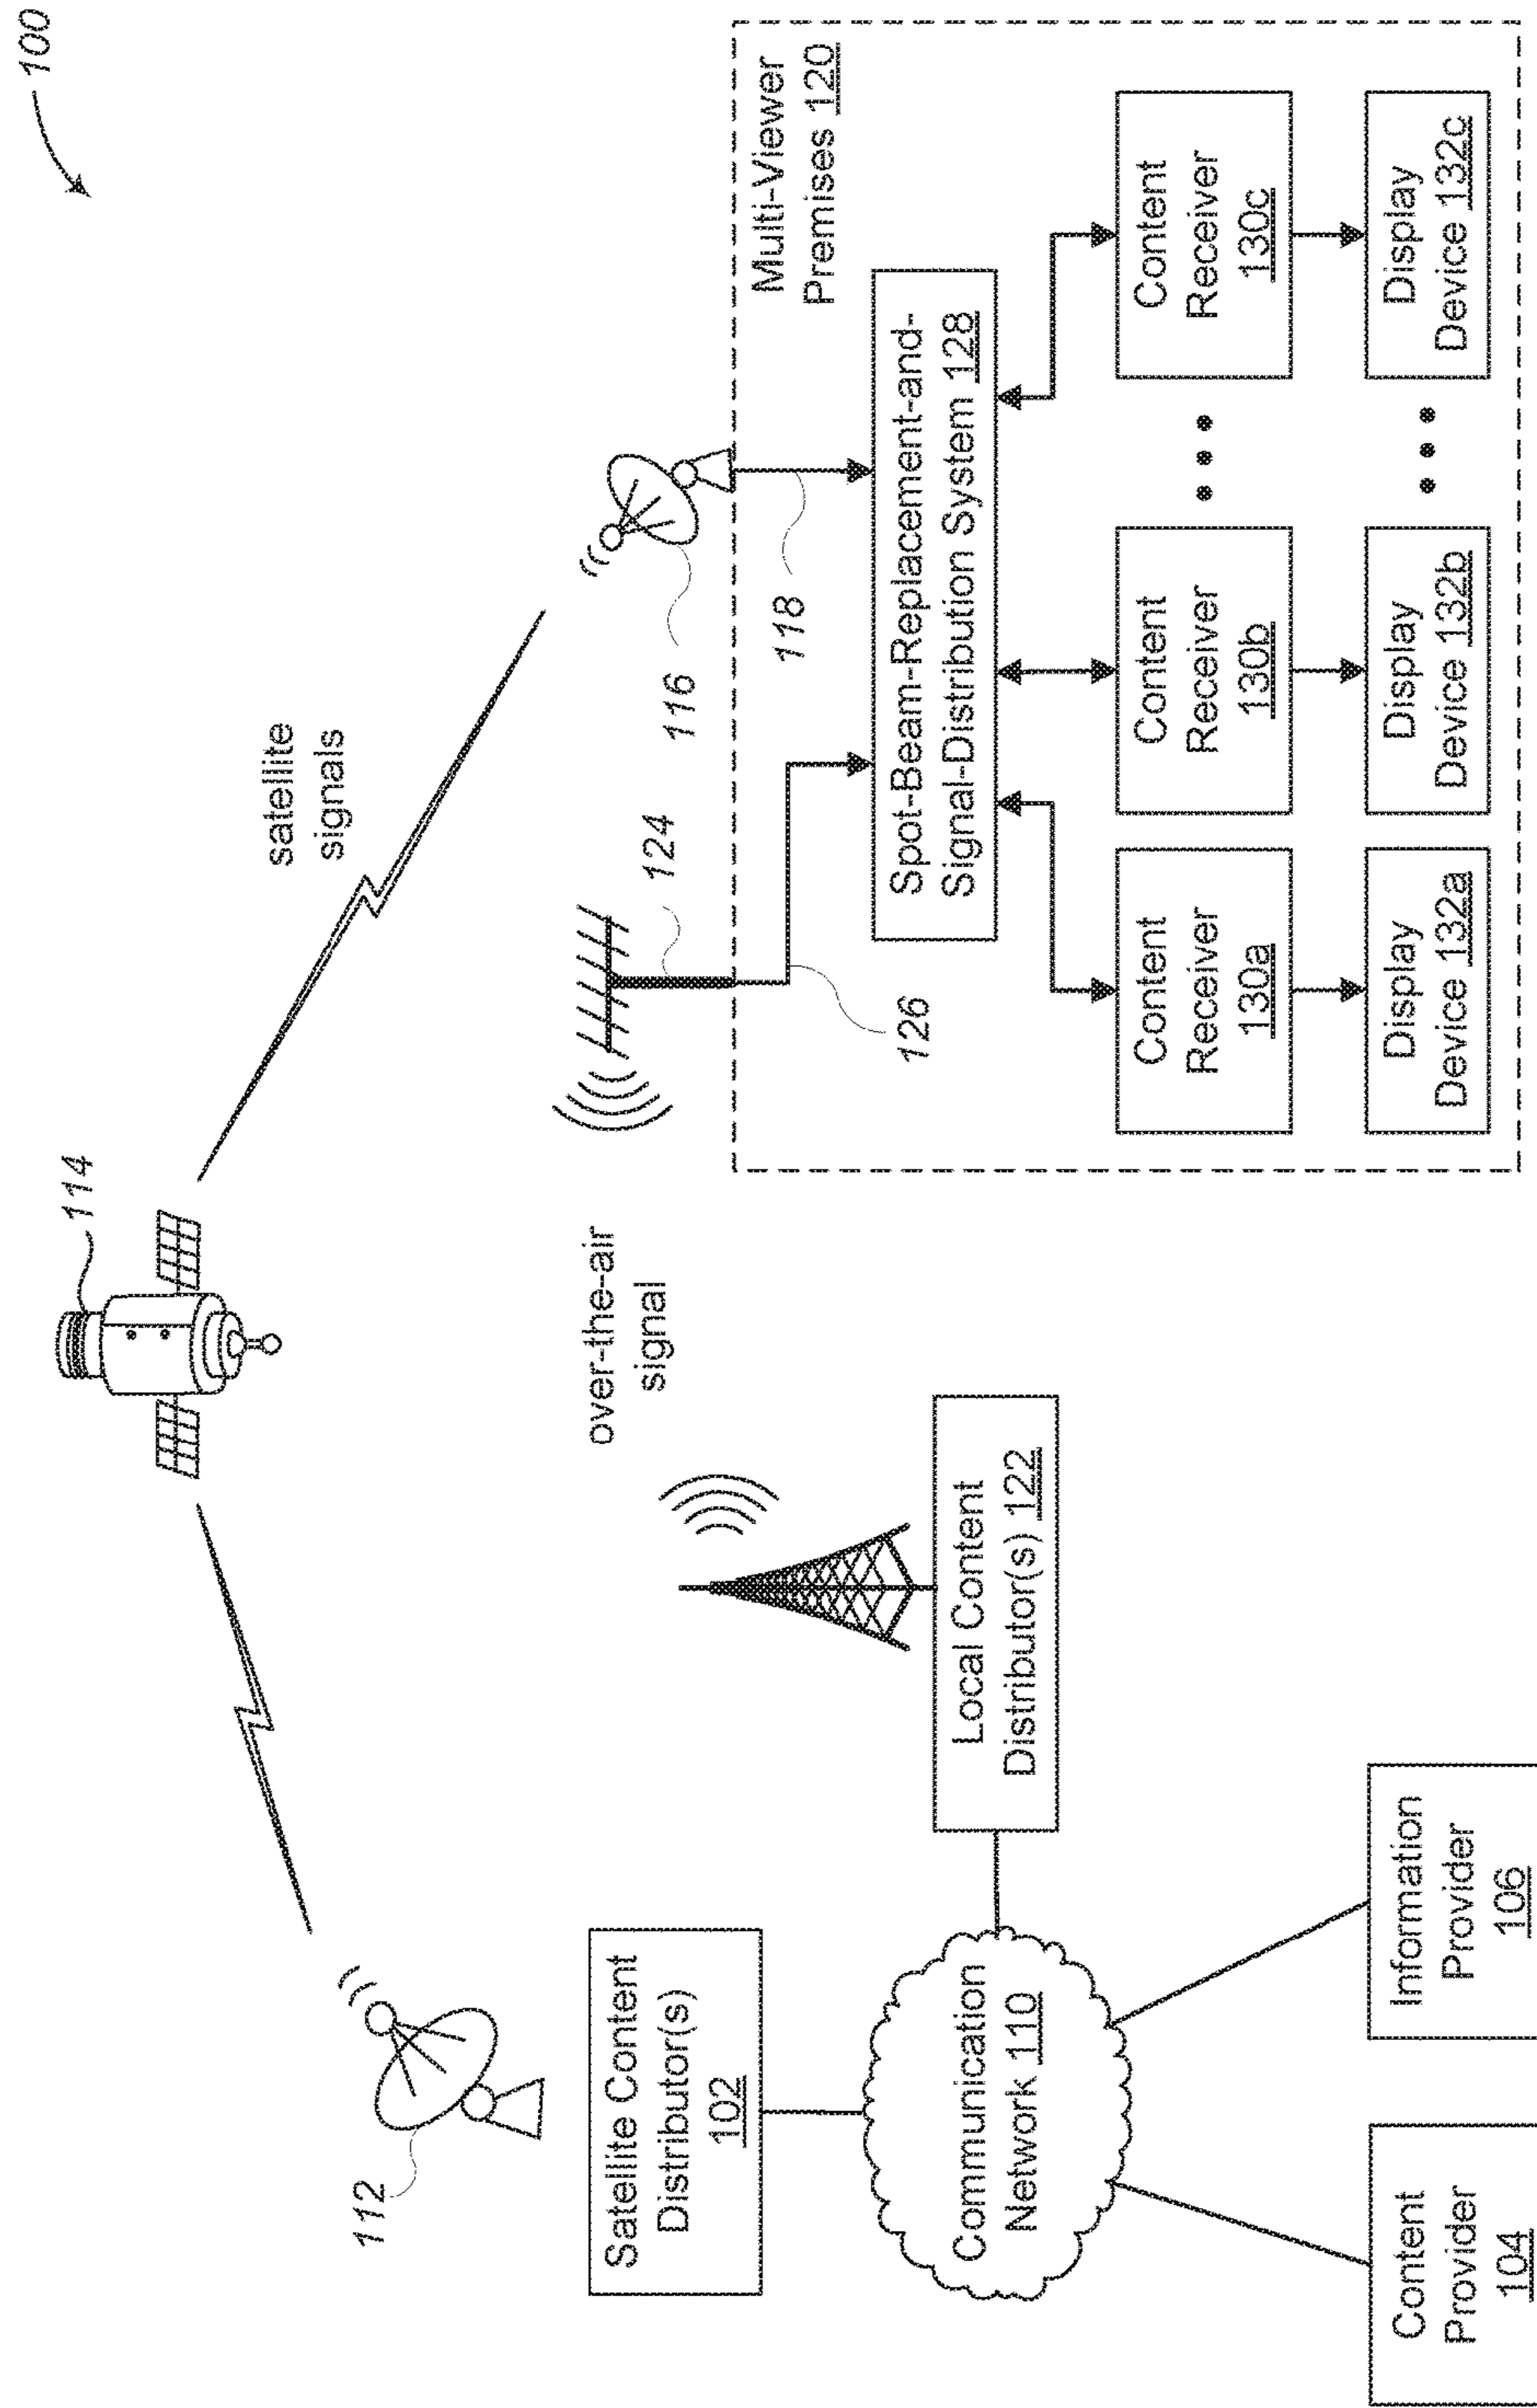 100
114
satellite
signals
112
116
124
over-the-air
signal
118
126
Satellite Content
Distributor(s)
102
Multi-Viewer
Premises 120
Spot-Beam-Replacement-and-
Signal-Distribution System 128
Communication
Network 110
Local Content
Distributor(s) 122
Content
Receiver
130a
Content
Receiver
130b
Content
Receiver
130c
Content
Provider
104
Information
Provider
106
Display
Device 132a
Display
Device 132b
Display
Device 132c